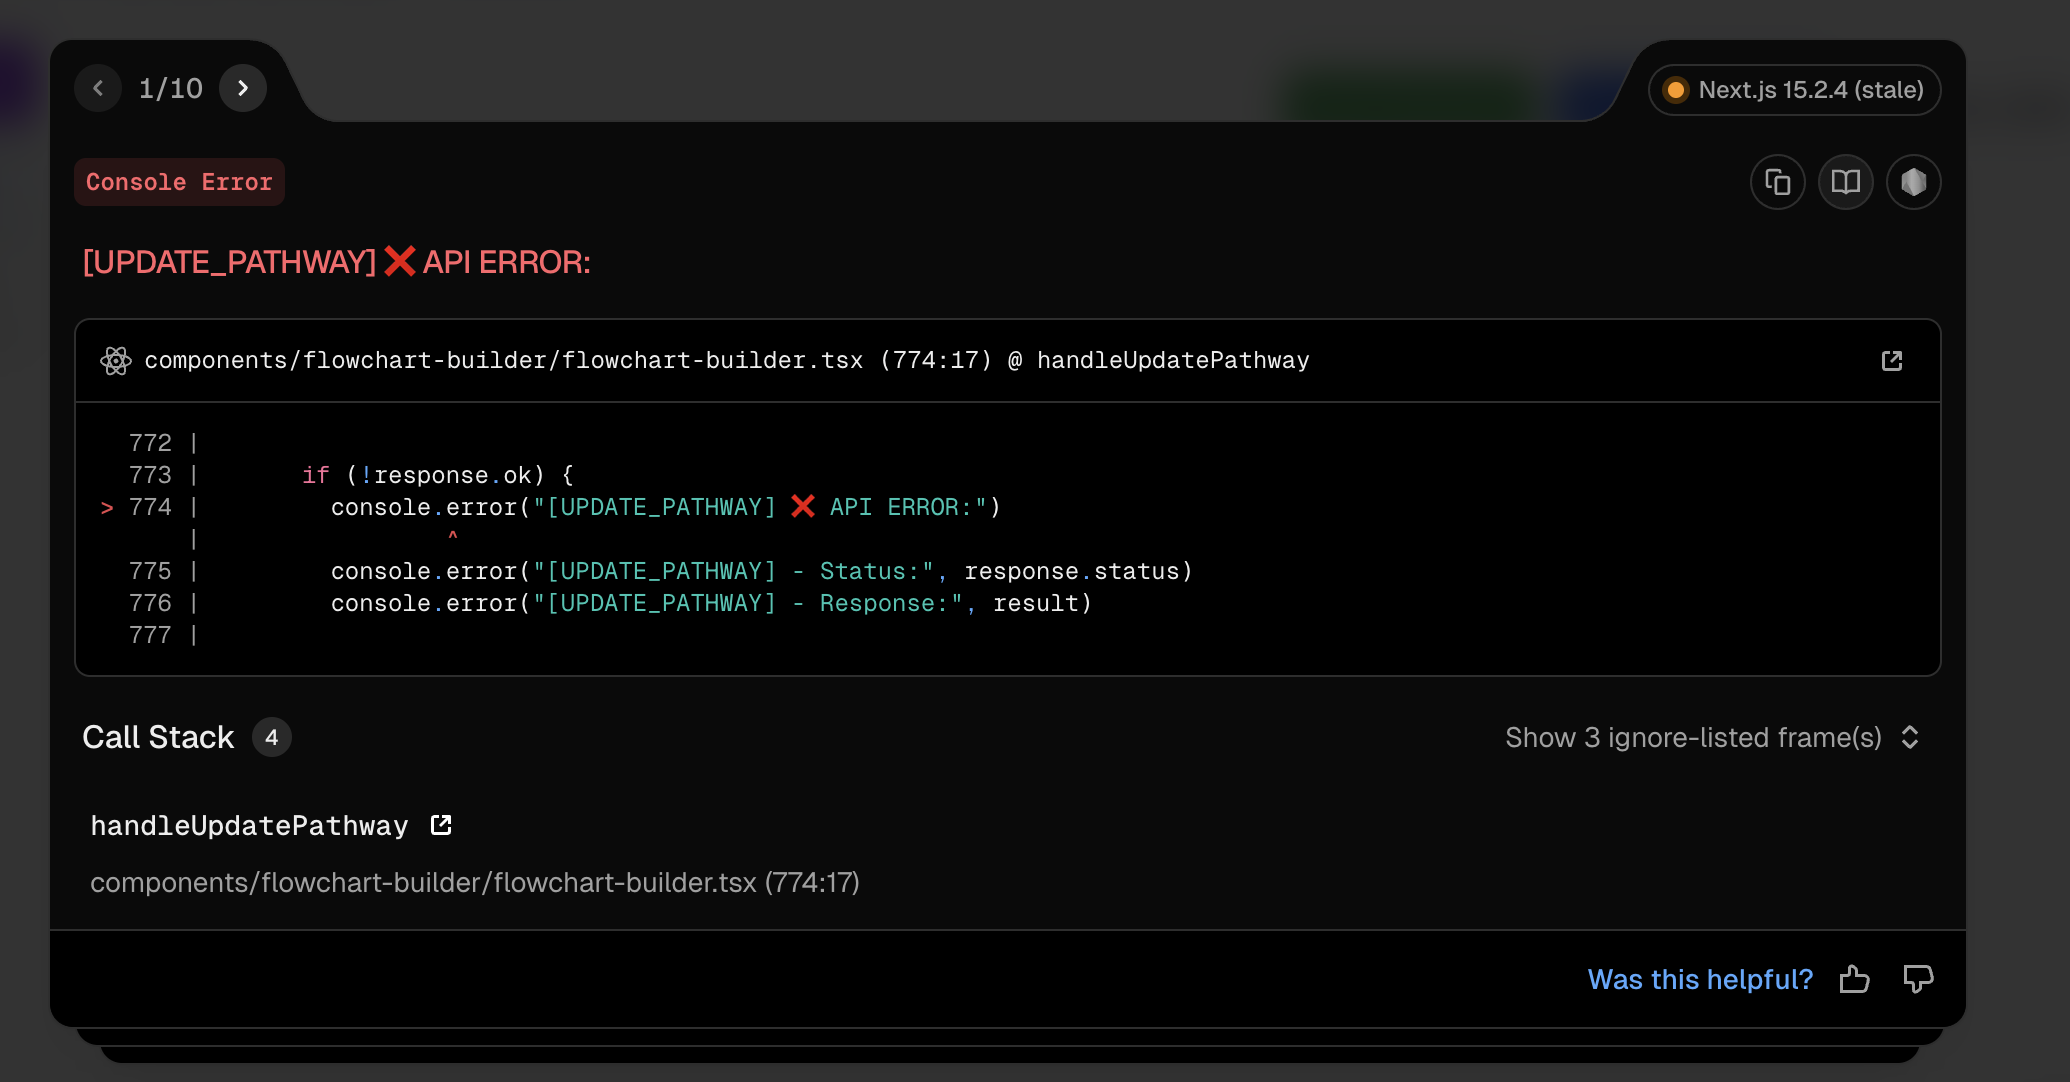 1/10
Next.js 15.2.4 (stale)
Console Error
[UPDATE_PATHWAY] ❌ API ERROR:
components/flowchart-builder/flowchart-builder.tsx (774:17) @ handleUpdatePathway
772 |
773 |       if (!response.ok) {
> 774 |         console.error("[UPDATE_PATHWAY] ❌ API ERROR:")
|                 ^
775 |         console.error("[UPDATE_PATHWAY] - Status:", response.status)
776 |         console.error("[UPDATE_PATHWAY] - Response:", result)
777 |
Call Stack 4
Show 3 ignore-listed frame(s)
handleUpdatePathway
components/flowchart-builder/flowchart-builder.tsx (774:17)
Was this helpful?